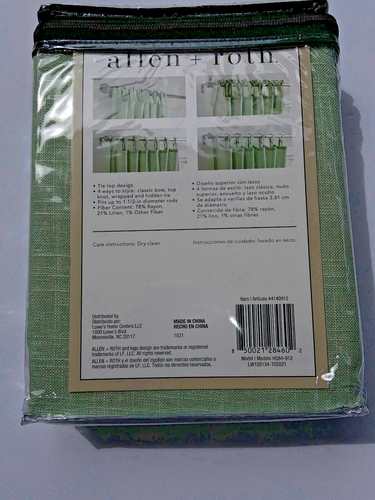 allen + roth.
• Tie top design
• 4 ways to style: classic bow, top
knot, wrapped and hidden tie
• Fits up to 1-1/2-in diameter rods
• Fiber Content: 78% Rayon,
21% Linen, 1% Other Fiber
• Diseño superior con lazos
• 4 formas de estilo: lazo clásico, nudo
superior, envuelto y lazo oculto
• Se adapta a varillas de hasta 3,81 cm
de diámetro
• Contenido de fibra: 78% rayón,
21% lino, 1% otras fibras
Care instructions: Dry clean.
Instrucciones de cuidado: lavado en seco.
Item / Artículo #4140912
Distributed by
Distribuido por:
Lowe's Home Centers LLC
1000 Lowe's Blvd.
Mooresville, NC 28117
MADE IN CHINA
HECHO EN CHINA
1021
ALLEN + ROTH and logo design are trademarks or registered
trademarks of LF, LLC. All rights reserved.
ALLEN + ROTH y el diseño del logotipo son marcas comerciales o
marcas registradas de LF, LLC. Todos los derechos reservados.
8 50021 28460 2
Model / Modelo HS84-912
LW100134-102021